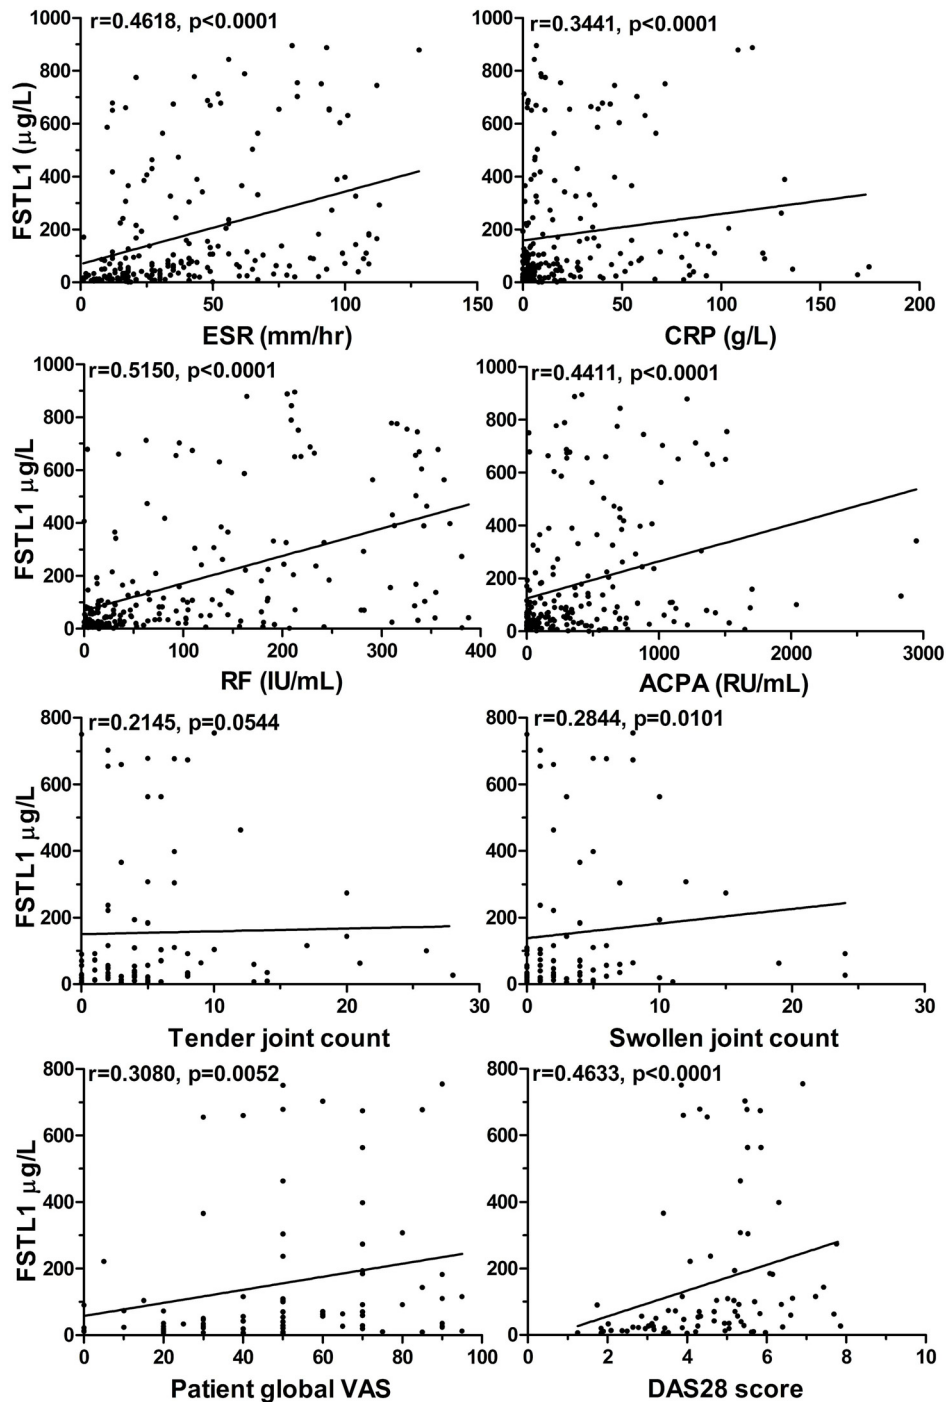 r=0.4618, p<0.0001
FSTL1 (µg/L)
1000
800
600
400
200
0
0 50 100 150
ESR (mm/hr)
r=0.3441, p<0.0001
1000
800
600
400
200
0
0 50 100 150 200
CRP (g/L)
r=0.5150, p<0.0001
FSTL1 µg/L
1000
800
600
400
200
0
0 100 200 300 400
RF (IU/mL)
r=0.4411, p<0.0001
1000
800
600
400
200
0
0 1000 2000 3000
ACPA (RU/mL)
r=0.2145, p=0.0544
FSTL1 µg/L
800
600
400
200
0
0 10 20 30
Tender joint count
r=0.2844, p=0.0101
800
600
400
200
0
0 10 20 30
Swollen joint count
r=0.3080, p=0.0052
FSTL1 µg/L
800
600
400
200
0
0 20 40 60 80 100
Patient global VAS
r=0.4633, p<0.0001
800
600
400
200
0
0 2 4 6 8 10
DAS28 score